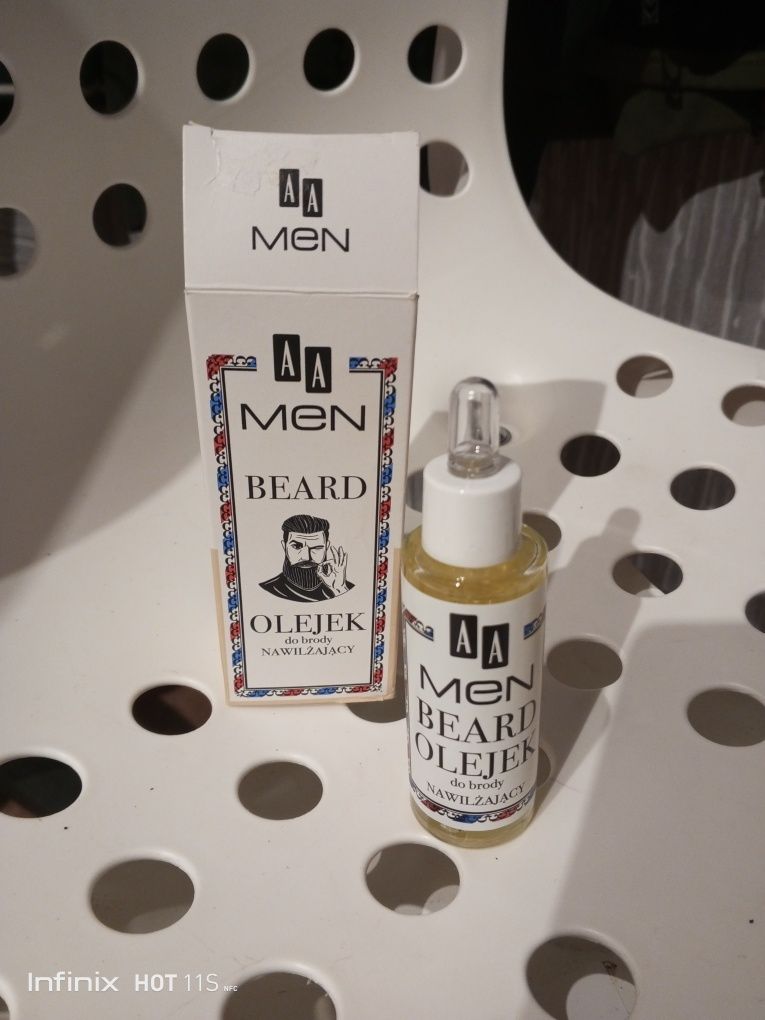 AA
MEN
AA
MEN
BEARD
OLEJEK
do brody
NAWILŻAJĄCY
AA
MEN
BEARD
OLEJEK
do brody
NAWILŻAJĄCY
Infinix HOT 11S NFC